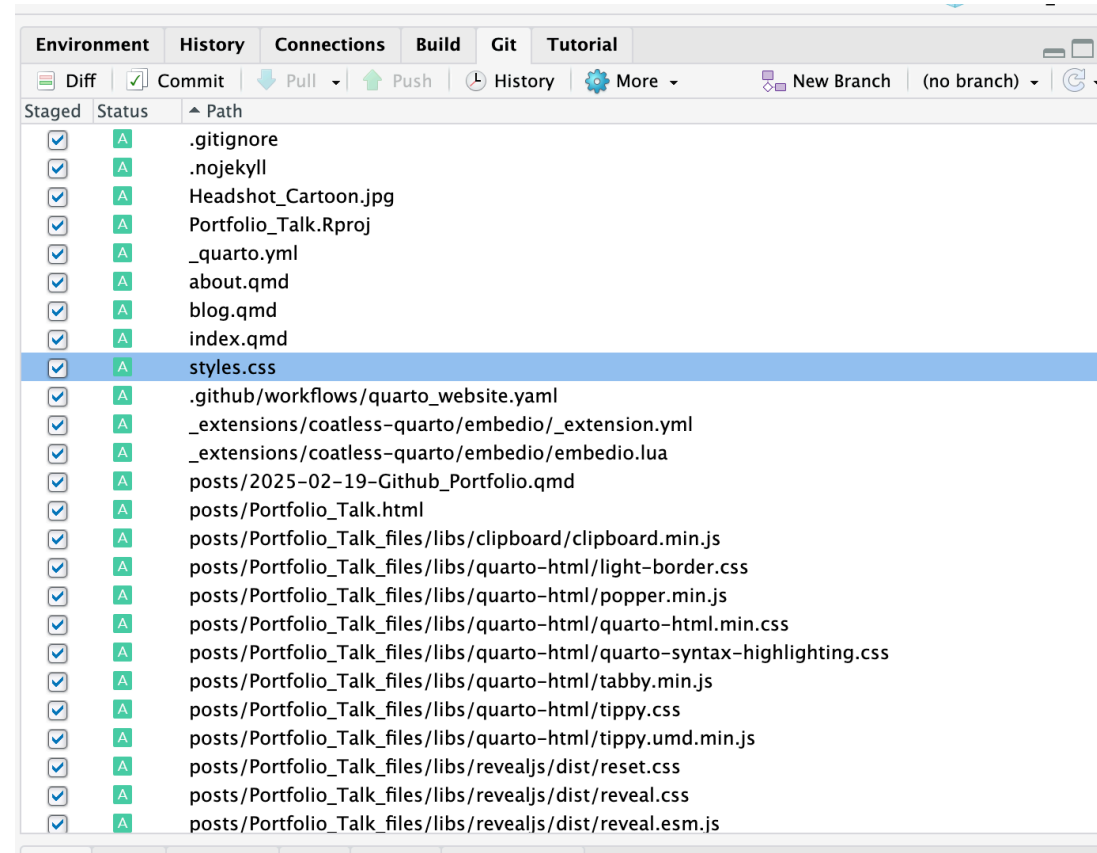 Environment History Connections Build Git Tutorial
Diff Commit Pull Push History More New Branch (no branch)
Staged Status Path
A .gitignore
A .nojekyll
A Headshot_Cartoon.jpg
A Portfolio_Talk.Rproj
A _quarto.yml
A about.qmd
A blog.qmd
A index.qmd
A styles.css
A .github/workflows/quarto_website.yaml
A _extensions/coatless-quarto/embedio/_extension.yml
A _extensions/coatless-quarto/embedio/embedio.lua
A posts/2025-02-19-Github_Portfolio.qmd
A posts/Portfolio_Talk.html
A posts/Portfolio_Talk_files/libs/clipboard/clipboard.min.js
A posts/Portfolio_Talk_files/libs/quarto-html/light-border.css
A posts/Portfolio_Talk_files/libs/quarto-html/popper.min.js
A posts/Portfolio_Talk_files/libs/quarto-html/quarto-html.min.css
A posts/Portfolio_Talk_files/libs/quarto-html/quarto-syntax-highlighting.css
A posts/Portfolio_Talk_files/libs/quarto-html/tabby.min.js
A posts/Portfolio_Talk_files/libs/quarto-html/tippy.css
A posts/Portfolio_Talk_files/libs/quarto-html/tippy.umd.min.js
A posts/Portfolio_Talk_files/libs/revealjs/dist/reset.css
A posts/Portfolio_Talk_files/libs/revealjs/dist/reveal.css
A posts/Portfolio_Talk_files/libs/revealjs/dist/reveal.esm.js